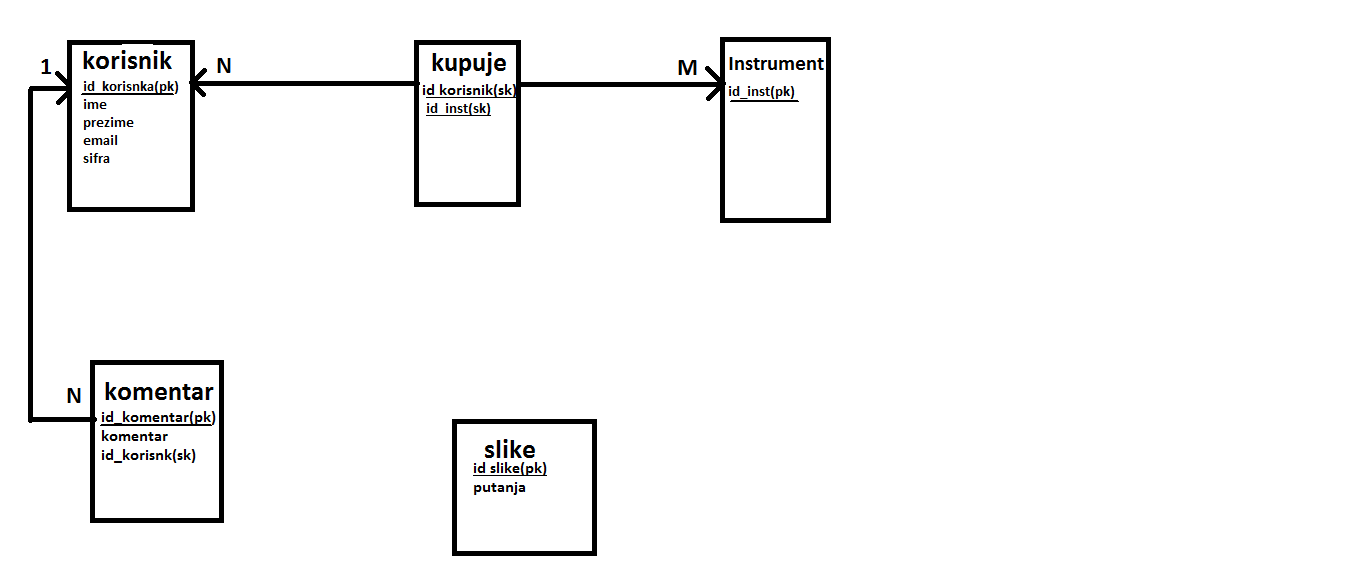 korisnik
1
id_korisnka(pk)
ime
prezime
email
sifra
N
kupuje
id korisnik(sk)
id_inst(sk)
M
Instrument
id_inst(pk)
N
komentar
id_komentar(pk)
komentar
id_korisnk(sk)
slike
id slike(pk)
putanja